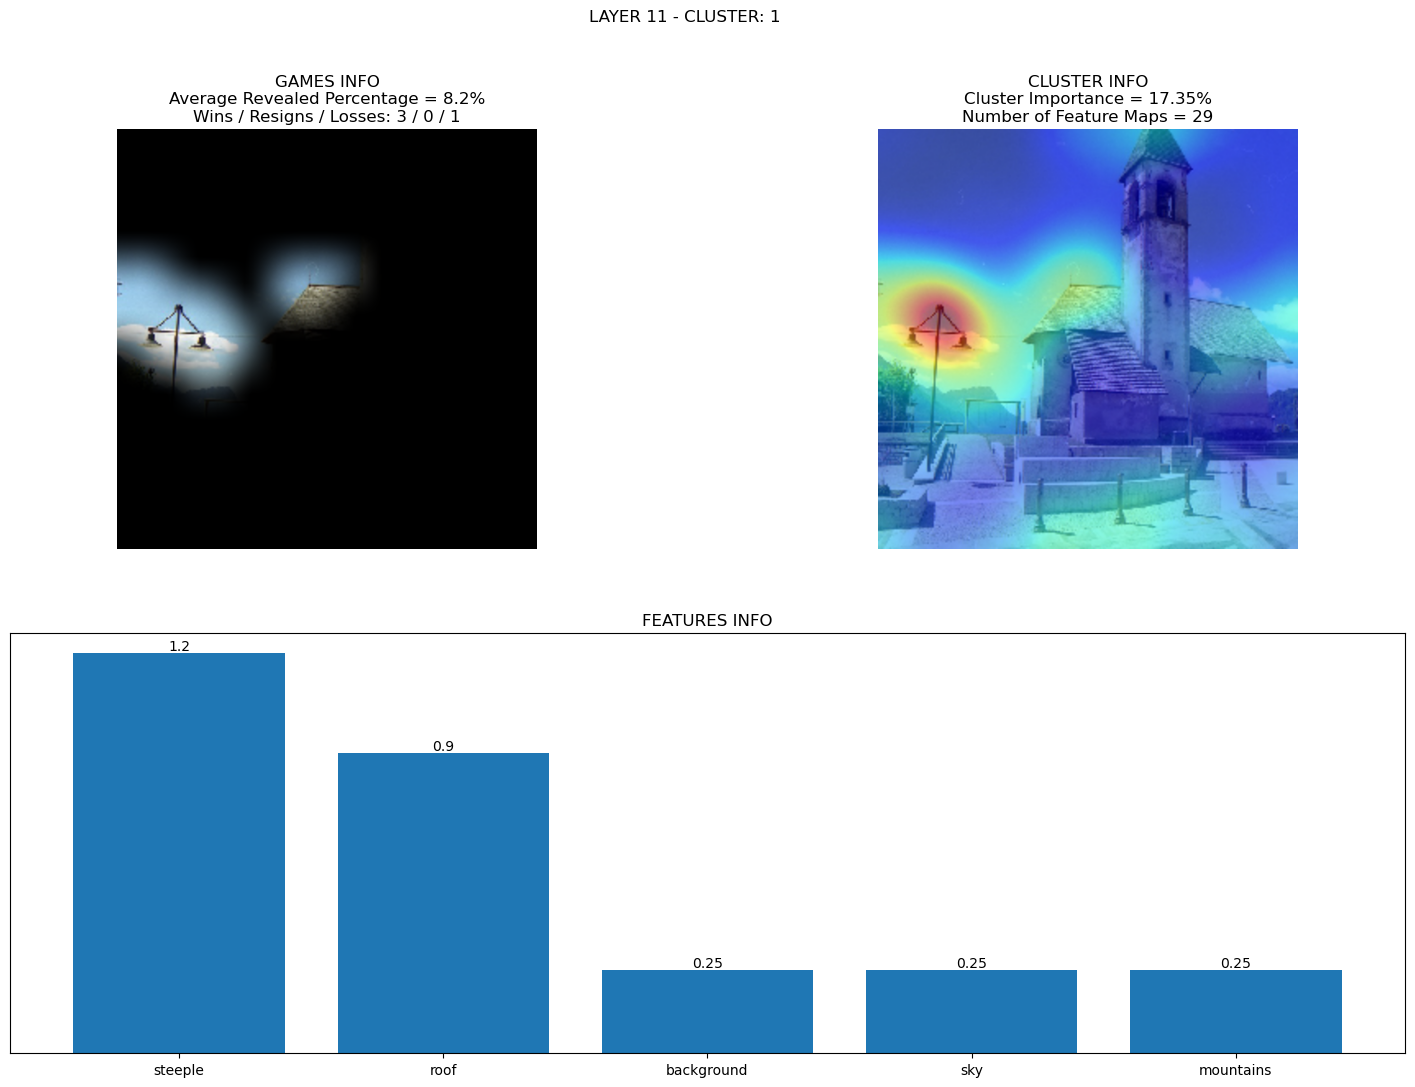 LAYER 11 - CLUSTER: 1
GAMES INFO
Average Revealed Percentage = 8.2%
Wins / Resigns / Losses: 3 / 0 / 1
CLUSTER INFO
Cluster Importance = 17.35%
Number of Feature Maps = 29
FEATURES INFO
1.2
0.9
0.25
0.25
0.25
steeple
roof
background
sky
mountains